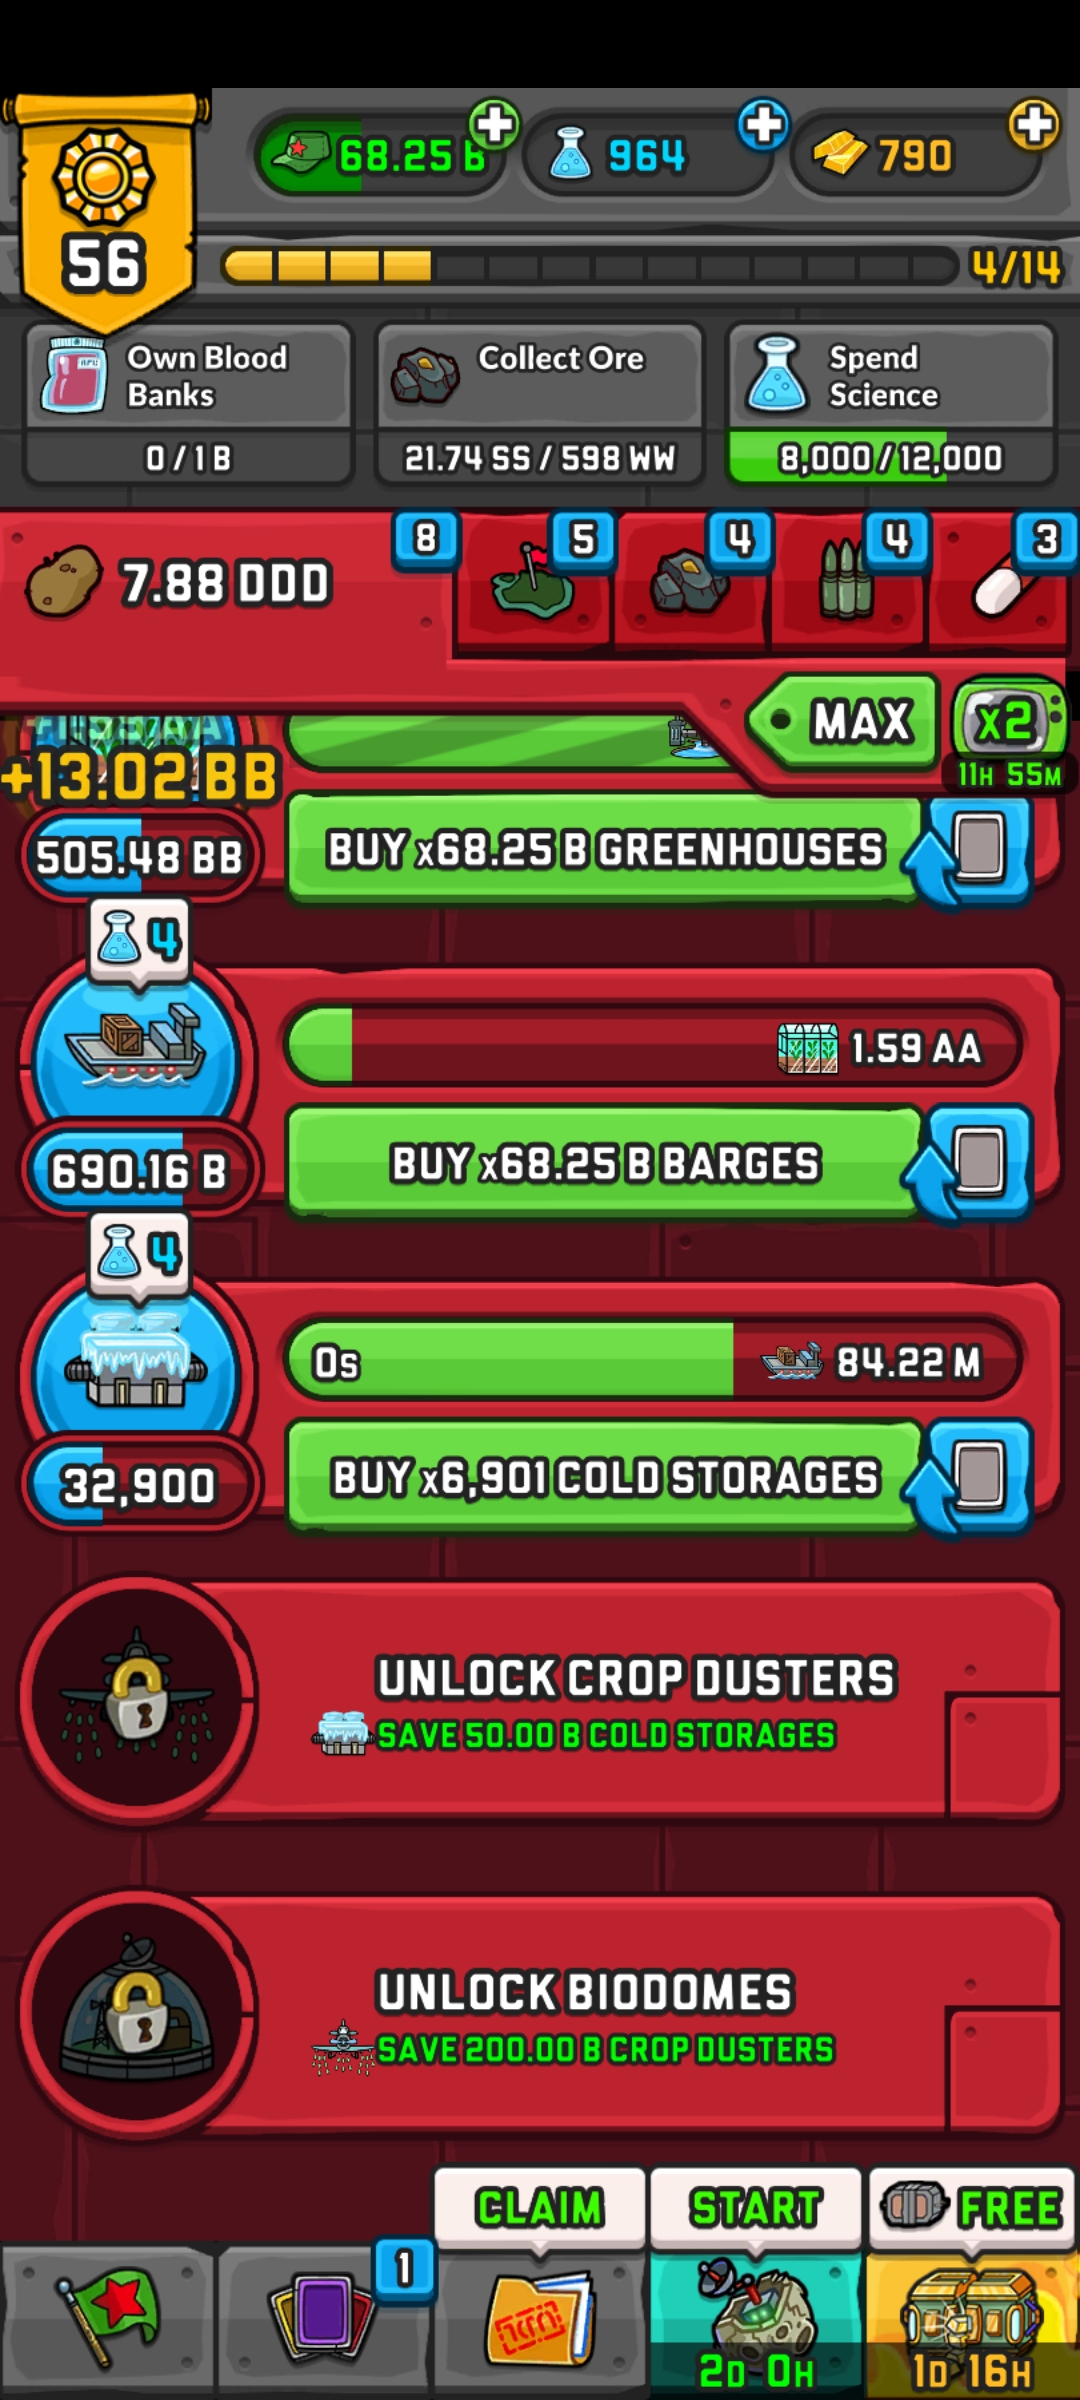 68.25 B
964
790
56
4/14
Own Blood
Banks
0 / 1 B
Collect Ore
21.74 SS / 598 WW
Spend
Science
8,000 / 12,000
7.88 DDD
8
5
4
4
3
MAX
x2
11H 55M
+13.02 BB
505.48 BB
BUY x68.25 B GREENHOUSES
4
1.59 AA
690.16 B
BUY x68.25 B BARGES
4
0s
84.22 M
32,900
BUY x6,901 COLD STORAGES
UNLOCK CROP DUSTERS
SAVE 50.00 B COLD STORAGES
UNLOCK BIODOMES
SAVE 200.00 B CROP DUSTERS
CLAIM
START
FREE
1
2D 0H
1D 16H